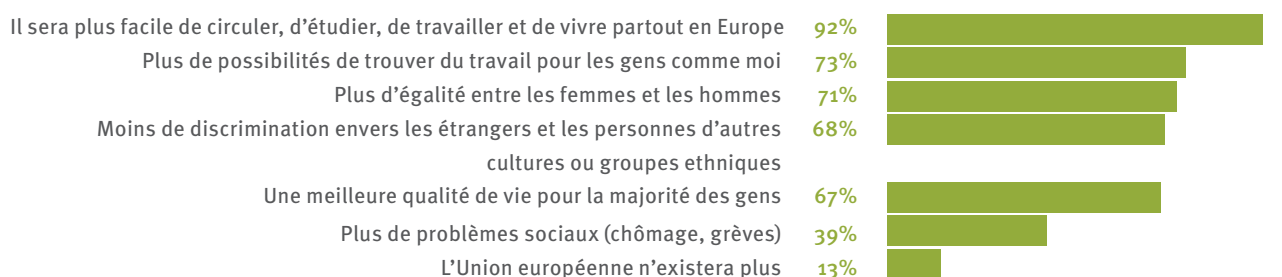 Il sera plus facile de circuler, d’étudier, de travailler et de vivre partout en Europe 92%
Plus de possibilités de trouver du travail pour les gens comme moi 73%
Plus d’égalité entre les femmes et les hommes 71%
Moins de discrimination envers les étrangers et les personnes d’autres 68%
cultures ou groupes ethniques
Une meilleure qualité de vie pour la majorité des gens 67%
Plus de problèmes sociaux (chômage, grèves) 39%
L’Union européenne n’existera plus 13%